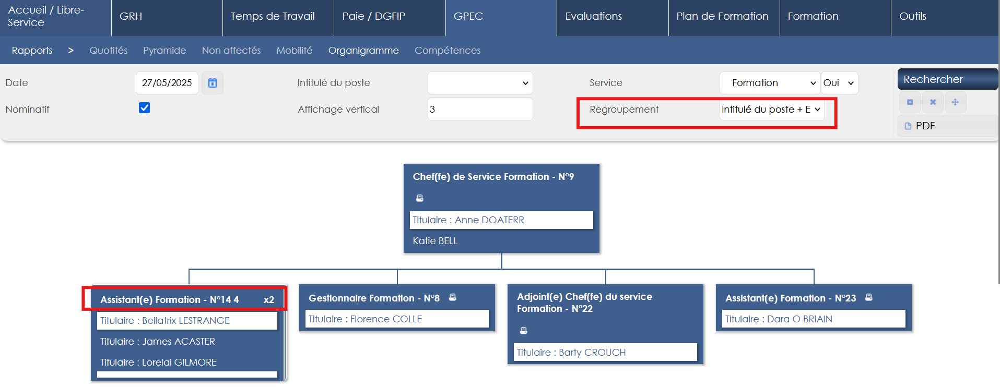 Accueil / Libre-
Service
GRH
Temps de Travail
Paie / DGFIP
GPEC
Evaluations
Plan de Formation
Formation
Outils
Rapports > Quotités Pyramide Non affectés Mobilité Organigramme Compétences
Date 27/05/2025 Intitulé du poste Service Formation Oui Rechercher
Nominatif Affichage vertical 3 Regroupement Intitulé du poste + E
PDF
Chef(fe) de Service Formation - N°9
Titulaire : Anne DOATERR
Katie BELL
Assistant(e) Formation - N°14 4 x2
Titulaire : Bellatrix LESTRANGE
Titulaire : James ACASTER
Titulaire : Lorelai GILMORE
Gestionnaire Formation - N°8
Titulaire : Florence COLLE
Adjoint(e) Chef(fe) du service
Formation - N°22
Titulaire : Barty CROUCH
Assistant(e) Formation - N°23
Titulaire : Dara O BRIAIN